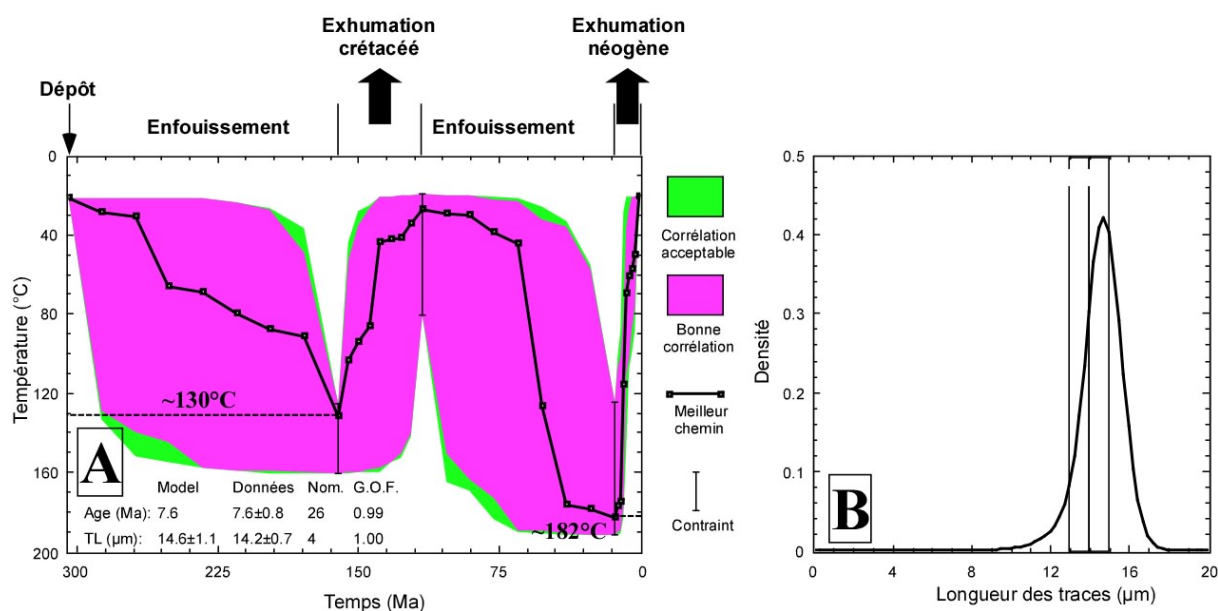 Exhumation
crétacéé
Exhumation
néogène
Dépôt
Enfouissement
Enfouissement
0
40
80
120
160
200
Température (°C)
~130°C
~182°C
A
Model Données Nom. G.O.F.
Age (Ma): 7.6 7.6±0.8 26 0.99
TL (µm): 14.6±1.1 14.2±0.7 4 1.00
300 225 150 75 0
Temps (Ma)
Corrélation
acceptable
Bonne
corrélation
Meilleur
chemin
Contraint
0.5
0.4
0.3
0.2
0.1
0
Densité
B
0 4 8 12 16 20
Longueur des traces (µm)